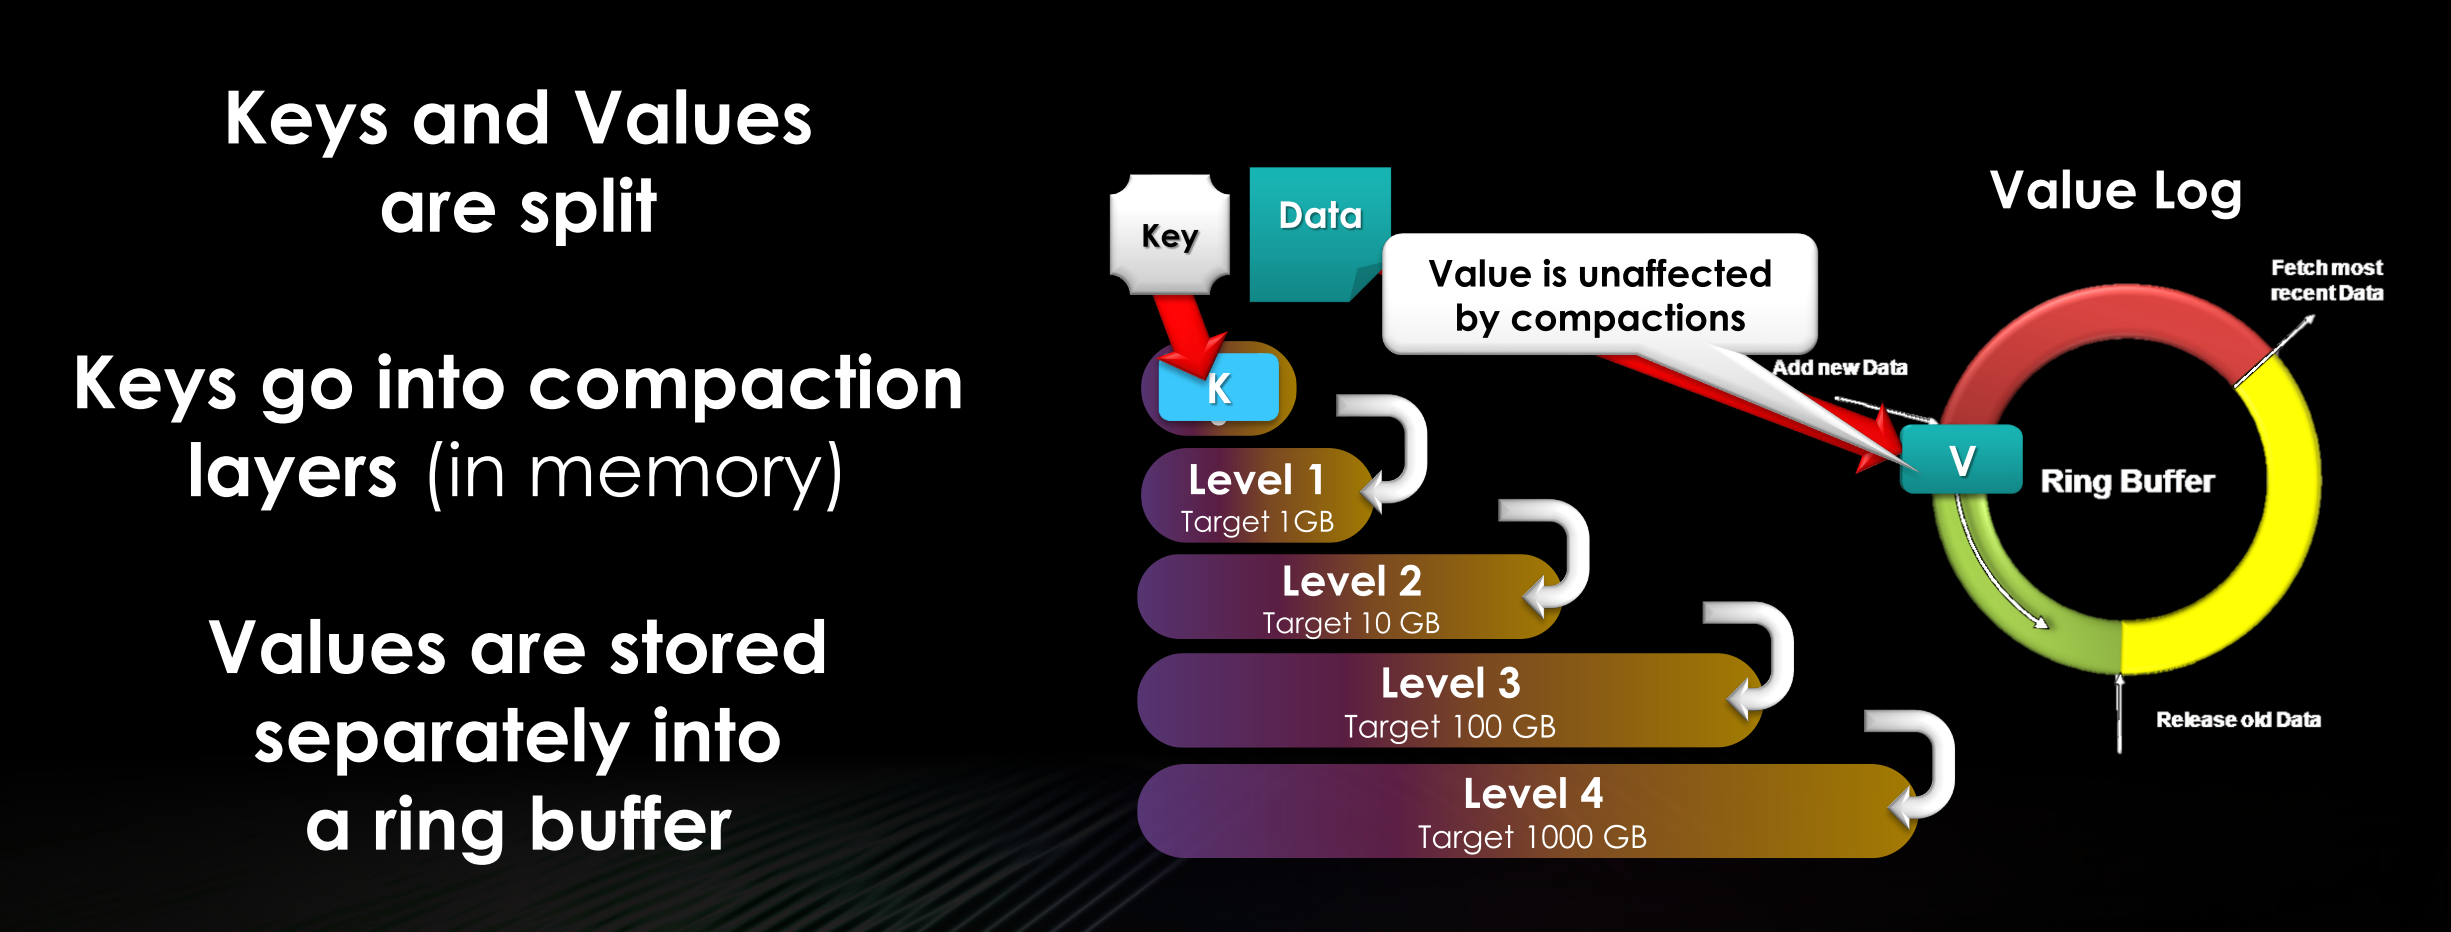 Keys and Values
are split
Keys go into compaction
layers (in memory)
Values are stored
separately into
a ring buffer
Key
Data
Value is unaffected
by compactions
K
Level 1
Target 1GB
Level 2
Target 10 GB
Level 3
Target 100 GB
Level 4
Target 1000 GB
Value Log
Fetch most
recent Data
Add new Data
V
Ring Buffer
Release old Data